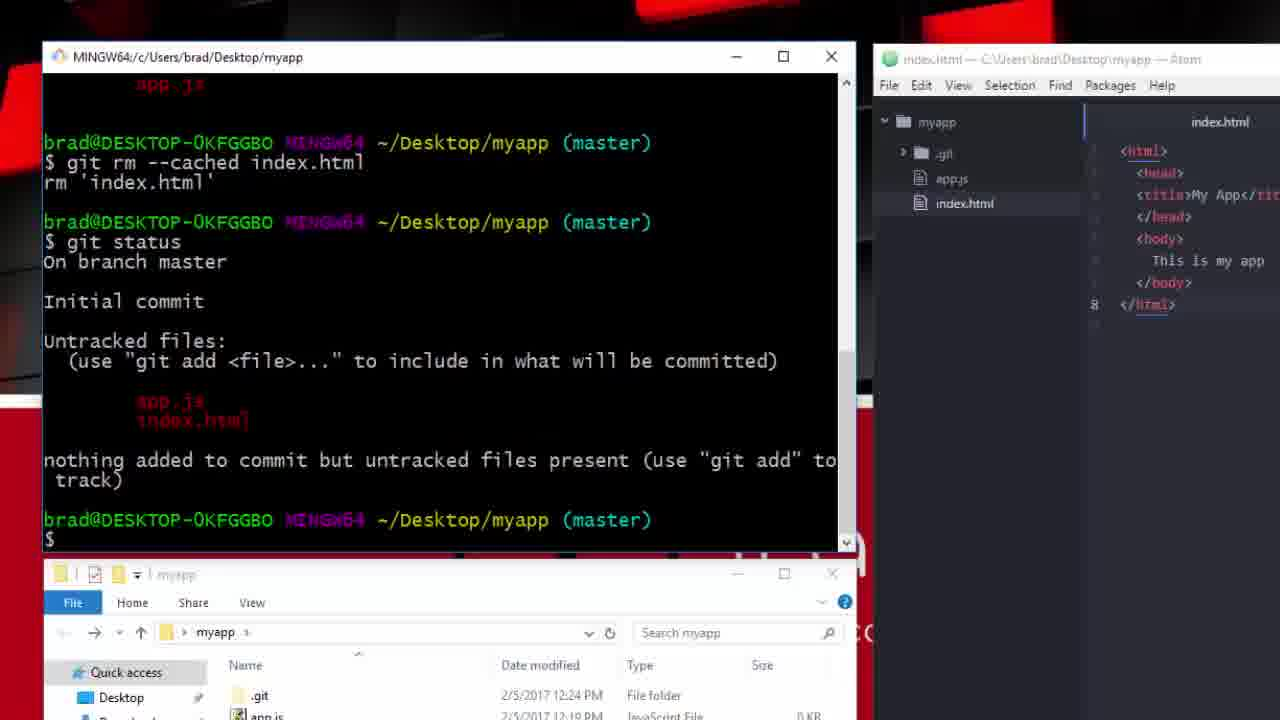 MINGW64:/c/Users/brad/Desktop/myapp
app.js
brad@DESKTOP-0KFGGBO MINGW64 ~/Desktop/myapp (master)
$ git rm --cached index.html
rm 'index.html'
brad@DESKTOP-0KFGGBO MINGW64 ~/Desktop/myapp (master)
$ git status
On branch master
Initial commit
Untracked files:
(use "git add <file>..." to include in what will be committed)
app.js
index.html
nothing added to commit but untracked files present (use "git add" to
track)
brad@DESKTOP-0KFGGBO MINGW64 ~/Desktop/myapp (master)
$
index.html — C:\Users\brad\Desktop\myapp — Atom
File Edit View Selection Find Packages Help
myapp
.git
app.js
index.html
index.html
<html>
<head>
<title>My App</tit
</head>
<body>
This is my app
</body>
8 </html>
myapp
File Home Share View
myapp
Search myapp
Quick access
Desktop
Name Date modified Type Size
.git 2/5/2017 12:24 PM File folder
app.js 2/5/2017 12:19 PM JavaScript File 0 KB